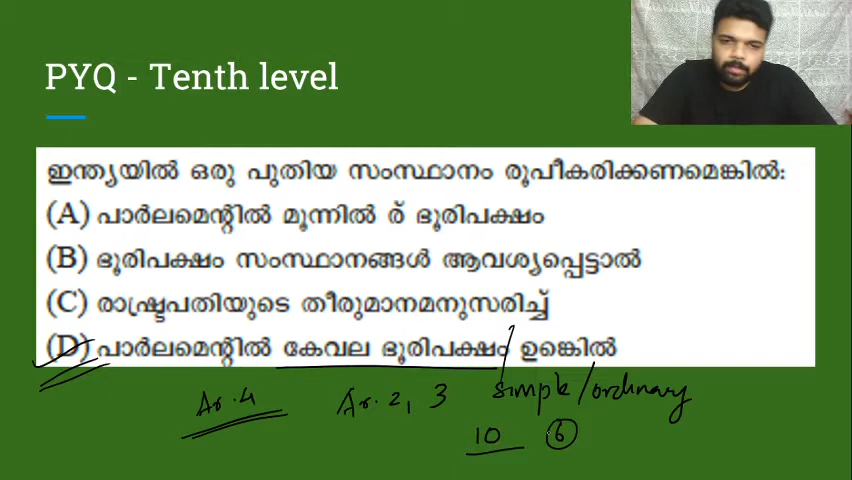 PYQ - Tenth level
ഇന്ത്യയിൽ ഒരു പുതിയ സംസ്ഥാനം രൂപീകരിക്കണമെങ്കിൽ:
(A) പാർലമെന്റിൽ മൂന്നിൽ ര് ഭൂരിപക്ഷം
(B) ഭൂരിപക്ഷം സംസ്ഥാനങ്ങൾ ആവശ്യപ്പെട്ടാൽ
(C) രാഷ്ട്രപതിയുടെ തീരുമാനമനുസരിച്ച്
(D) പാർലമെന്റിൽ കേവല ഭൂരിപക്ഷം ഉങ്കിൽ
Ar. 4 Ar. 2, 3 simple/ordinary
10 6